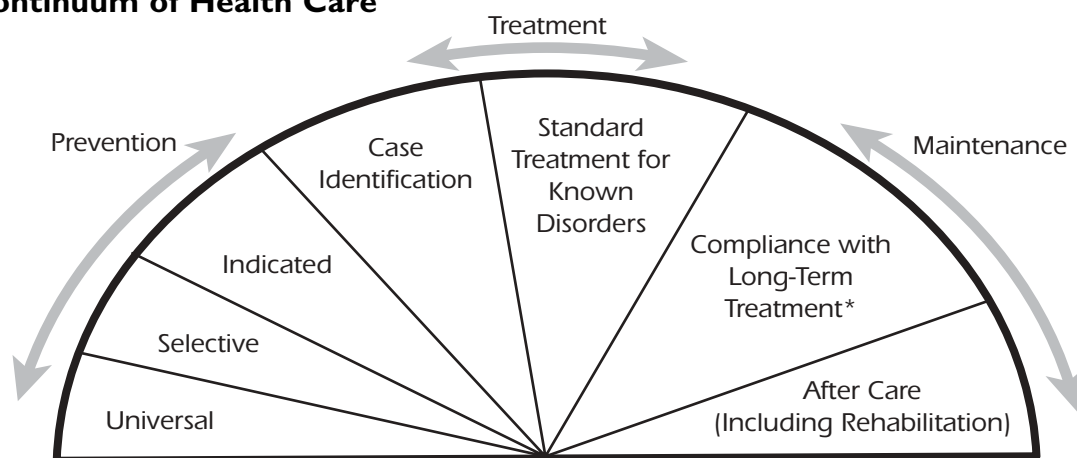 ontinuum of Health Care
Treatment
Prevention
Maintenance
Case
Identification
Standard
Treatment for
Known
Disorders
Indicated
Compliance with
Long-Term
Treatment*
Selective
After Care
(Including Rehabilitation)
Universal